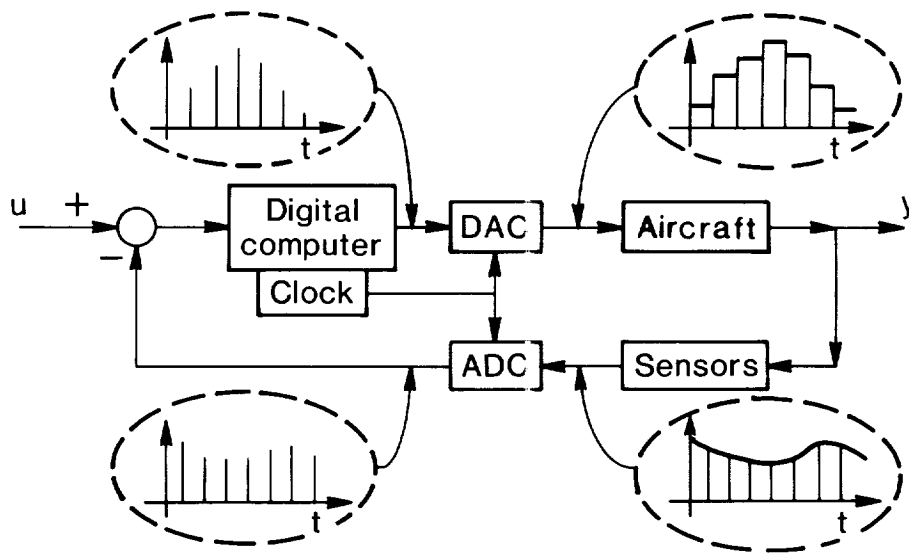 t
t
u
+
−
Digital
computer
Clock
DAC
Aircraft
y
ADC
Sensors
t
t